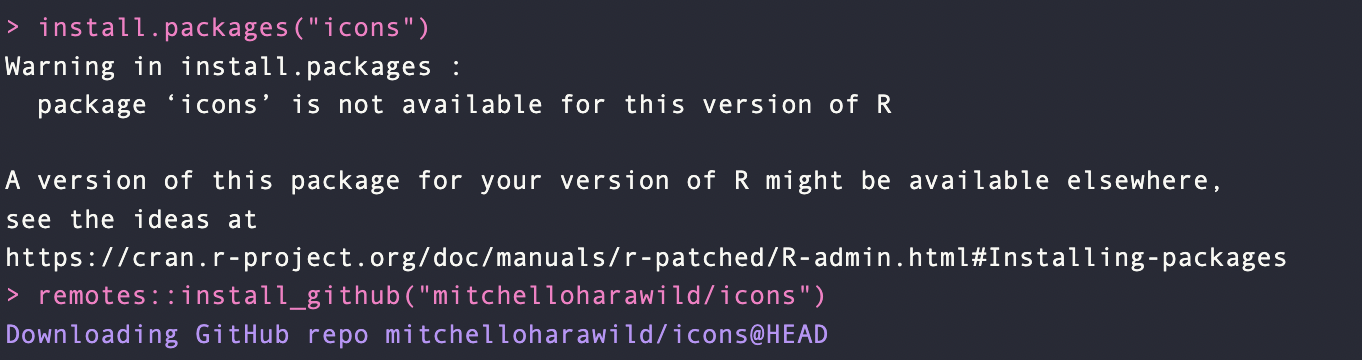 > install.packages("icons")
Warning in install.packages :
  package ‘icons’ is not available for this version of R

A version of this package for your version of R might be available elsewhere,
see the ideas at
https://cran.r-project.org/doc/manuals/r-patched/R-admin.html#Installing-packages
> remotes::install_github("mitchelloharawild/icons")
Downloading GitHub repo mitchelloharawild/icons@HEAD